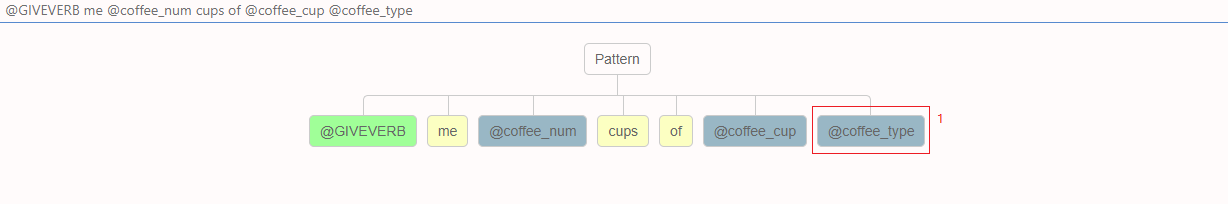 @GIVEVERB me @coffee_num cups of @coffee_cup @coffee_type
Pattern
@GIVEVERB me @coffee_num cups of @coffee_cup @coffee_type 1